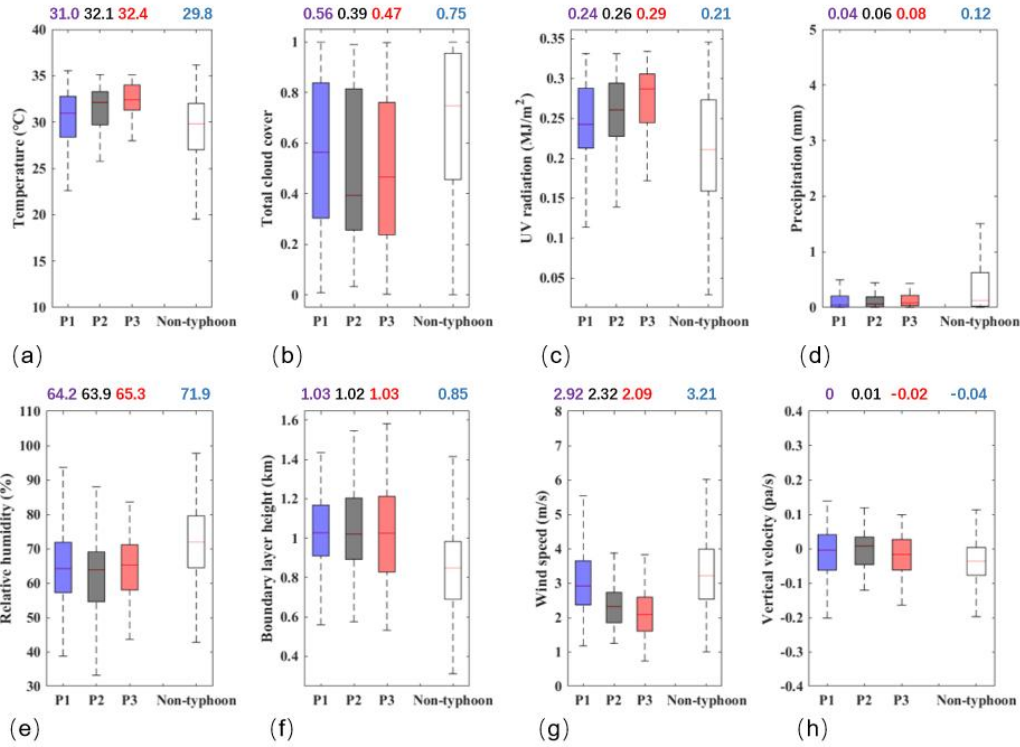 31.0 32.1 32.4 29.8
Temperature (°C)
40
35
30
25
20
15
10
P1 P2 P3 Non-typhoon
(a)
0.56 0.39 0.47 0.75
Total cloud cover
1
0.8
0.6
0.4
0.2
0
P1 P2 P3 Non-typhoon
(b)
0.24 0.26 0.29 0.21
UV radiation (MJ/m²)
0.35
0.3
0.25
0.2
0.15
0.1
0.05
P1 P2 P3 Non-typhoon
(c)
0.04 0.06 0.08 0.12
Precipitation (mm)
5
4
3
2
1
0
P1 P2 P3 Non-typhoon
(d)
64.2 63.9 65.3 71.9
Relative humidity (%)
110
100
90
80
70
60
50
40
30
P1 P2 P3 Non-typhoon
(e)
1.03 1.02 1.03 0.85
Boundary layer height (km)
1.6
1.4
1.2
1
0.8
0.6
0.4
P1 P2 P3 Non-typhoon
(f)
2.92 2.32 2.09 3.21
Wind speed (m/s)
8
7
6
5
4
3
2
1
0
P1 P2 P3 Non-typhoon
(g)
0 0.01 -0.02 -0.04
Vertical velocity (pa/s)
0.4
0.3
0.2
0.1
0
-0.1
-0.2
-0.3
-0.4
P1 P2 P3 Non-typhoon
(h)